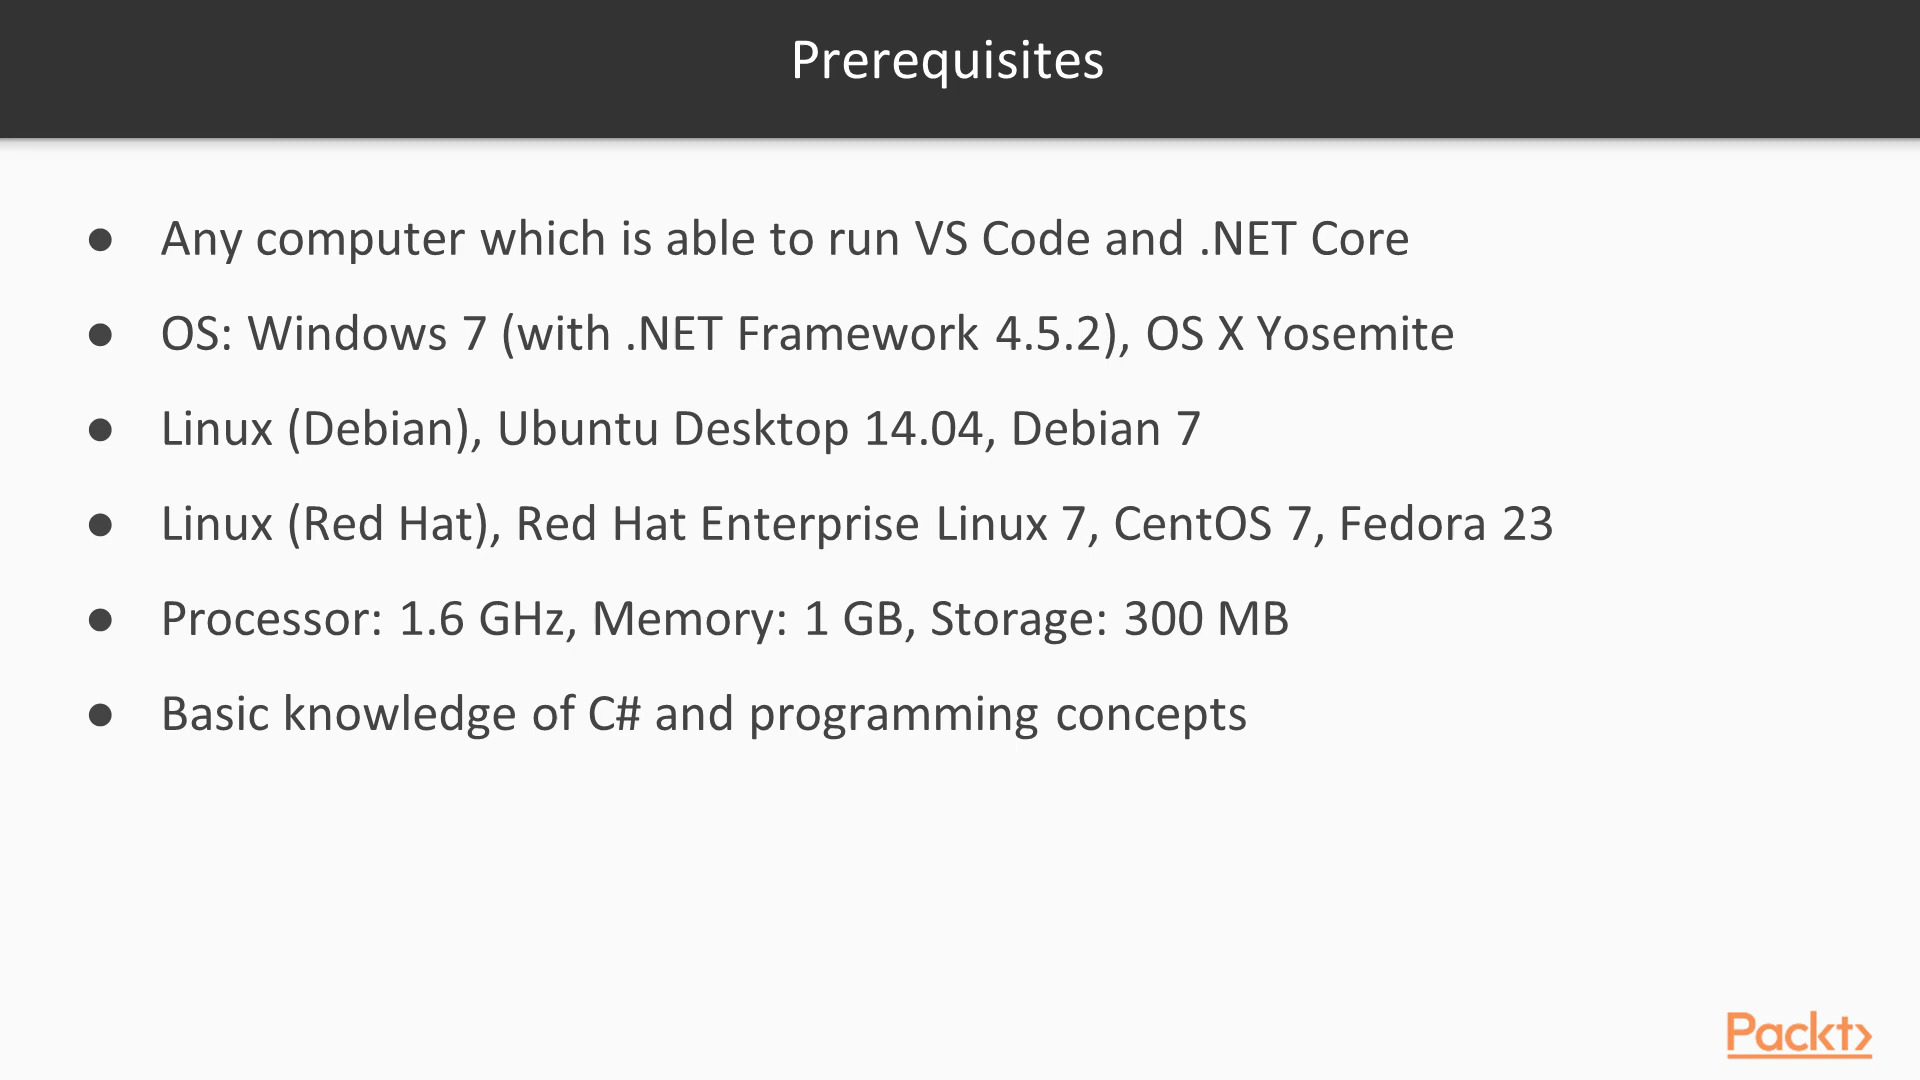 Prerequisites
● Any computer which is able to run VS Code and .NET Core
● OS: Windows 7 (with .NET Framework 4.5.2), OS X Yosemite
● Linux (Debian), Ubuntu Desktop 14.04, Debian 7
● Linux (Red Hat), Red Hat Enterprise Linux 7, CentOS 7, Fedora 23
● Processor: 1.6 GHz, Memory: 1 GB, Storage: 300 MB
● Basic knowledge of C# and programming concepts
Packt>